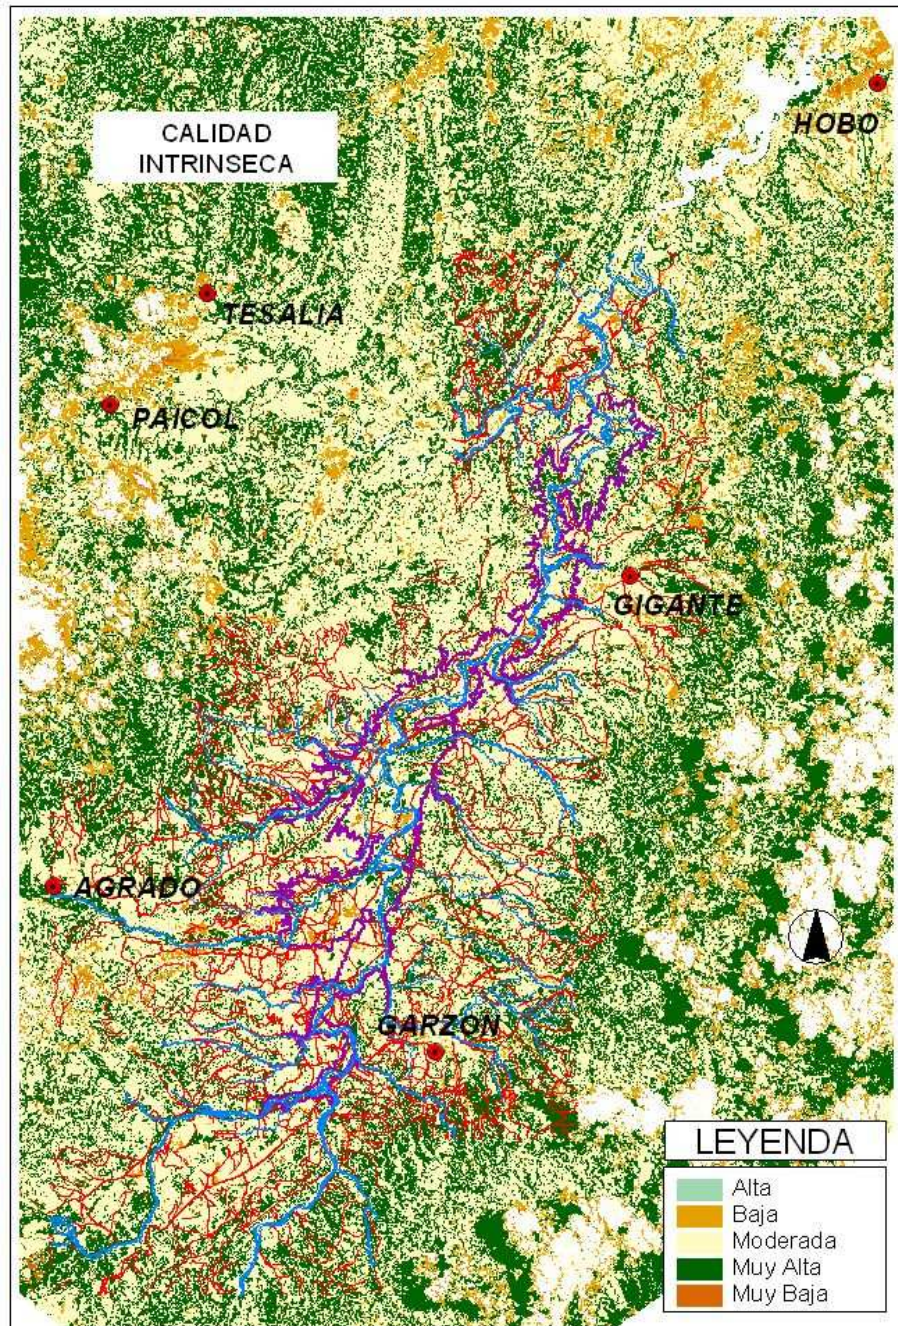 CALIDAD
INTRINSECA
HOBO
TESALIA
PAICOL
GIGANTE
AGRADO
GARZON
LEYENDA
Alta
Baja
Moderada
Muy Alta
Muy Baja